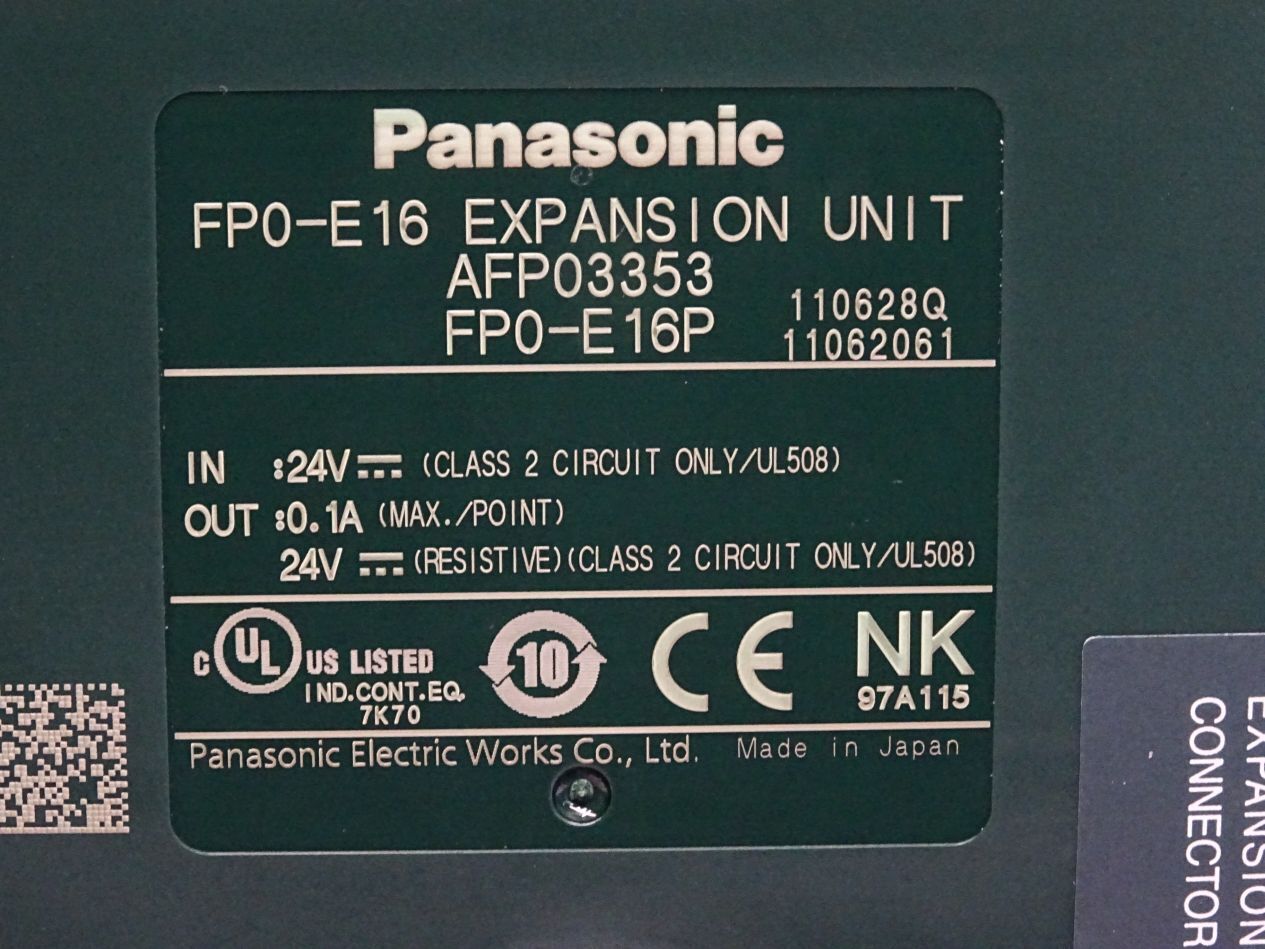 Panasonic
FP0-E16 EXPANSION UNIT
AFP03353
FP0-E16P
110628Q
11062061
IN :24V⎓ (CLASS 2 CIRCUIT ONLY/UL508)
OUT :0.1A (MAX./POINT)
24V ⎓ (RESISTIVE)(CLASS 2 CIRCUIT ONLY/UL508)
C UL US LISTED
IND.CONT.EQ.
7K70
10
CE
NK
97A115
Panasonic Electric Works Co., Ltd. Made in Japan
EXPANSION
CONNECTOR